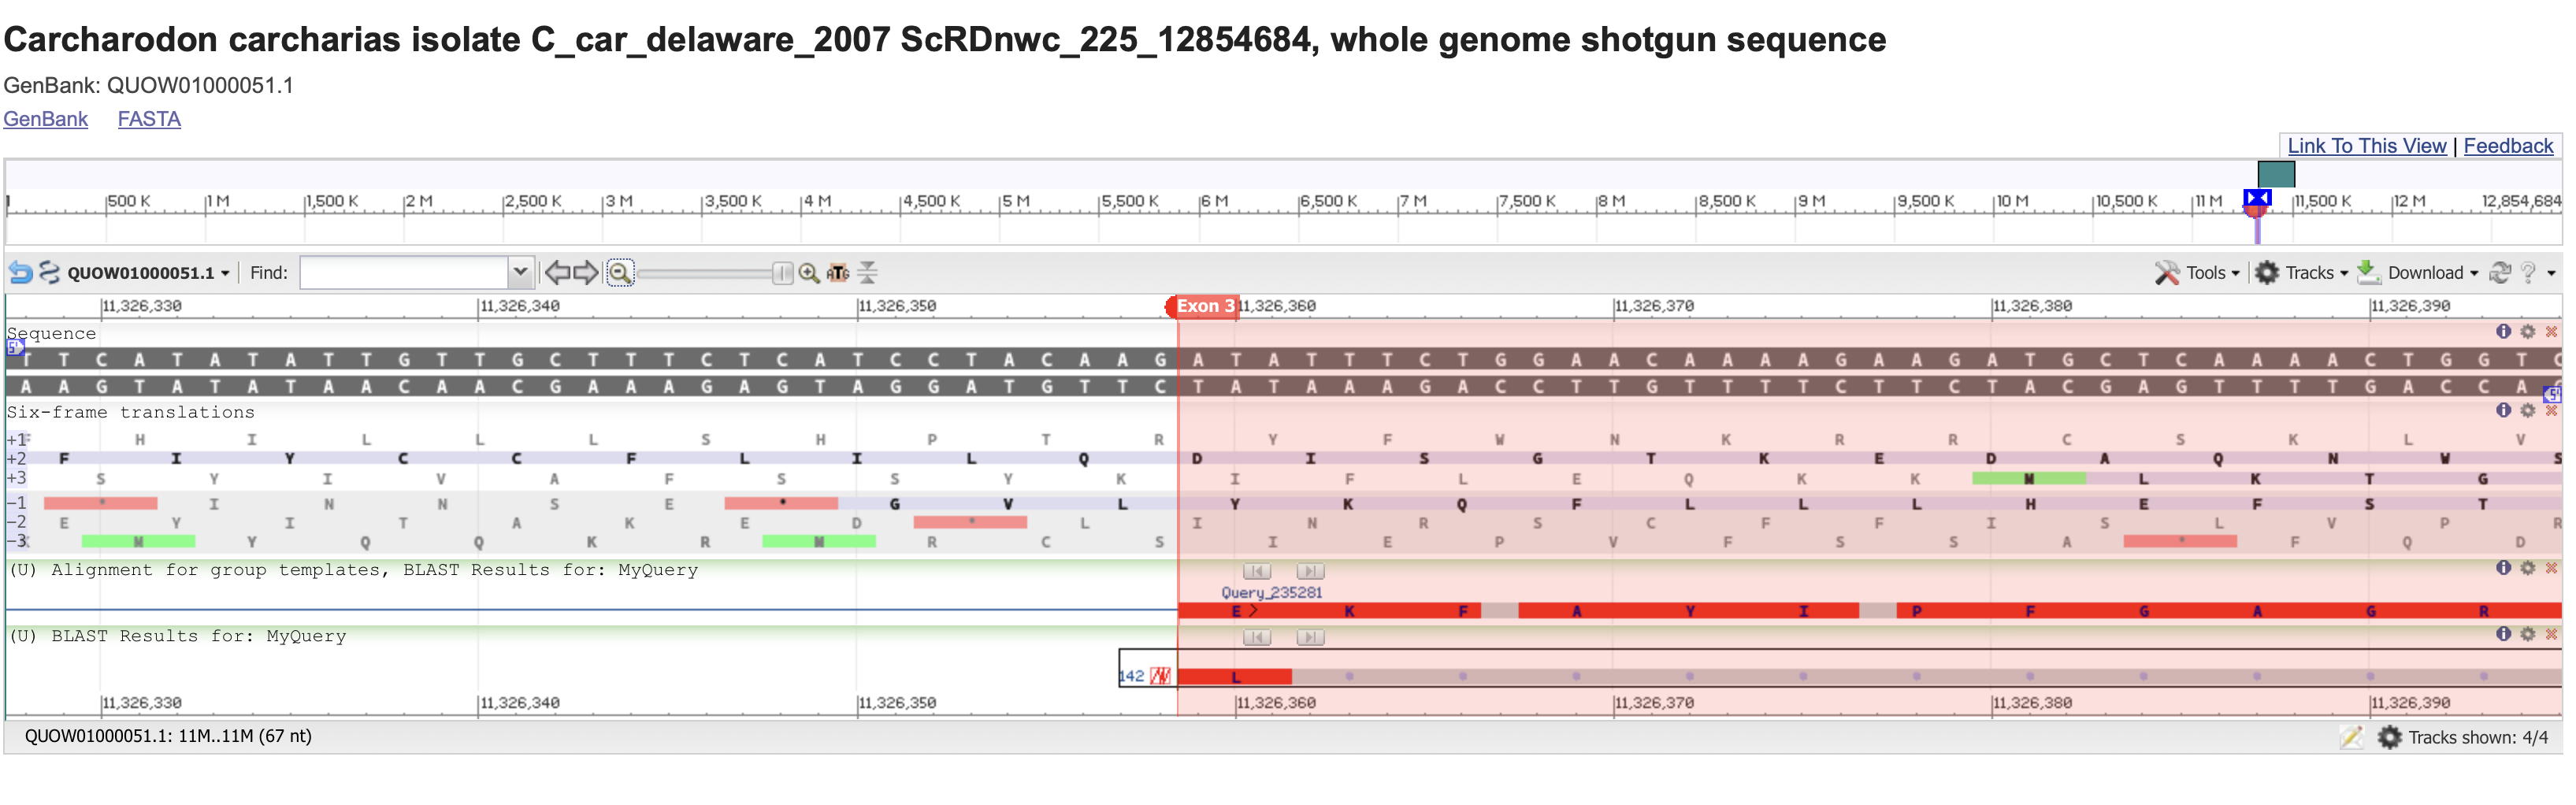 Carcharodon carcharias isolate C_car_delaware_2007 ScRDnwc_225_12854684, whole genome shotgun sequence
GenBank: QUOW01000051.1
GenBank FASTA
Link To This View | Feedback
1 500 K 1 M 1,500 K 2 M 2,500 K 3 M 3,500 K 4 M 4,500 K 5 M 5,500 K 6 M 6,500 K 7 M 7,500 K 8 M 8,500 K 9 M 9,500 K 10 M 10,500 K 11 M 11,500 K 12 M 12,854,684
QUOW01000051.1 Find: ATG Tools Tracks Download ?
11,326,330 11,326,340 11,326,350 Exon 3 11,326,360 11,326,370 11,326,380 11,326,390
Sequence
5'
T T C A T A T A T T G T T G C T T T C T C A T C C T A C A A G A T A T T T C T G G A A C A A A A G A A G A T G C T C A A A A C T G G T C
A A G T A T A T A A C A A C G A A A G A G T A G G A T G T T C T A T A A A G A C C T T G T T T T C T T C T A C G A G T T T T G A C C A
5'
Six-frame translations
+1 F H I L L L S H P T R Y F W N K R R C S K L V
+2 F I Y C C F L I L Q D I S G T K E D A Q N W S
+3 S Y I V A F S S Y K I F L E Q K K M L K T G
-1 * I N N S E * G V L Y K Q F L L L H E F S T
-2 E Y I T A K E D * L I N R S C F F I S L V P R
-3 M Y Q Q K R M R C S I E P V F S S A * F Q D
(U) Alignment for group templates, BLAST Results for: MyQuery
Query_235281
E > K F A Y I P F G A G R
(U) BLAST Results for: MyQuery
142 L
11,326,330 11,326,340 11,326,350 11,326,360 11,326,370 11,326,380 11,326,390
QUOW01000051.1: 11M..11M (67 nt) Tracks shown: 4/4